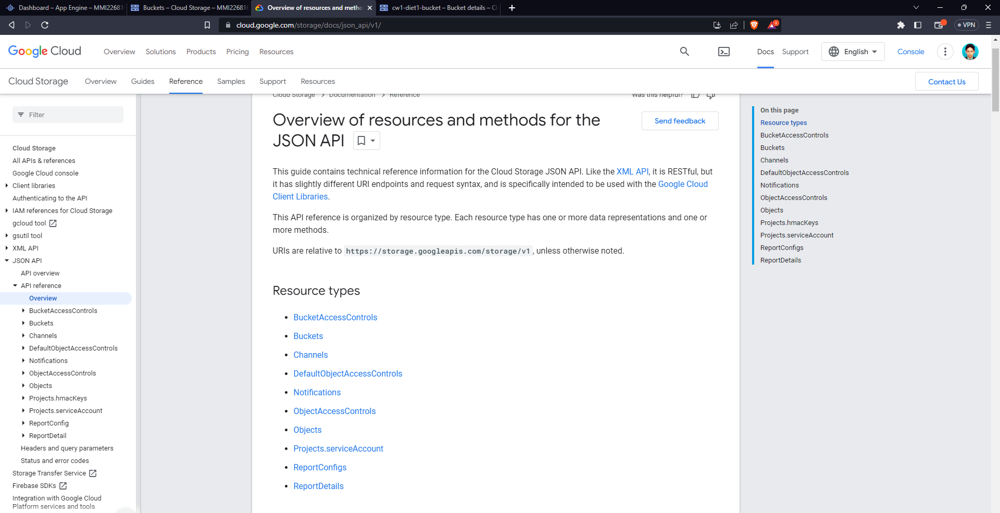 Dashboard – App Engine – MMI22681
Buckets – Cloud Storage – MMI22681
Overview of resources and metho
cw1-diet1-bucket – Bucket details – C
cloud.google.com/storage/docs/json_api/v1/
1
VPN
Google Cloud
Overview
Solutions
Products
Pricing
Resources
Docs
Support
English
Console
Cloud Storage
Overview
Guides
Reference
Samples
Support
Resources
Contact Us
Filter
Cloud Storage
All APIs & references
Google Cloud console
Client libraries
Authenticating to the API
IAM references for Cloud Storage
gcloud tool
gsutil tool
XML API
JSON API
API overview
API reference
Overview
BucketAccessControls
Buckets
Channels
DefaultObjectAccessControls
Notifications
ObjectAccessControls
Objects
Projects.hmacKeys
Projects.serviceAccount
ReportConfig
ReportDetail
Headers and query parameters
Status and error codes
Storage Transfer Service
Firebase SDKs
Integration with Google Cloud
Platform services and tools
Cloud Storage > Documentation > Reference
Was this helpful?
Overview of resources and methods for the
JSON API
Send feedback
This guide contains technical reference information for the Cloud Storage JSON API. Like the XML API, it is RESTful, but
it has slightly different URI endpoints and request syntax, and is specifically intended to be used with the Google Cloud
Client Libraries.
This API reference is organized by resource type. Each resource type has one or more data representations and one or
more methods.
URIs are relative to https://storage.googleapis.com/storage/v1, unless otherwise noted.
Resource types
• BucketAccessControls
• Buckets
• Channels
• DefaultObjectAccessControls
• Notifications
• ObjectAccessControls
• Objects
• Projects.serviceAccount
• ReportConfigs
• ReportDetails
On this page
Resource types
BucketAccessControls
Buckets
Channels
DefaultObjectAccessControls
Notifications
ObjectAccessControls
Objects
Projects.hmacKeys
Projects.serviceAccount
ReportConfigs
ReportDetails